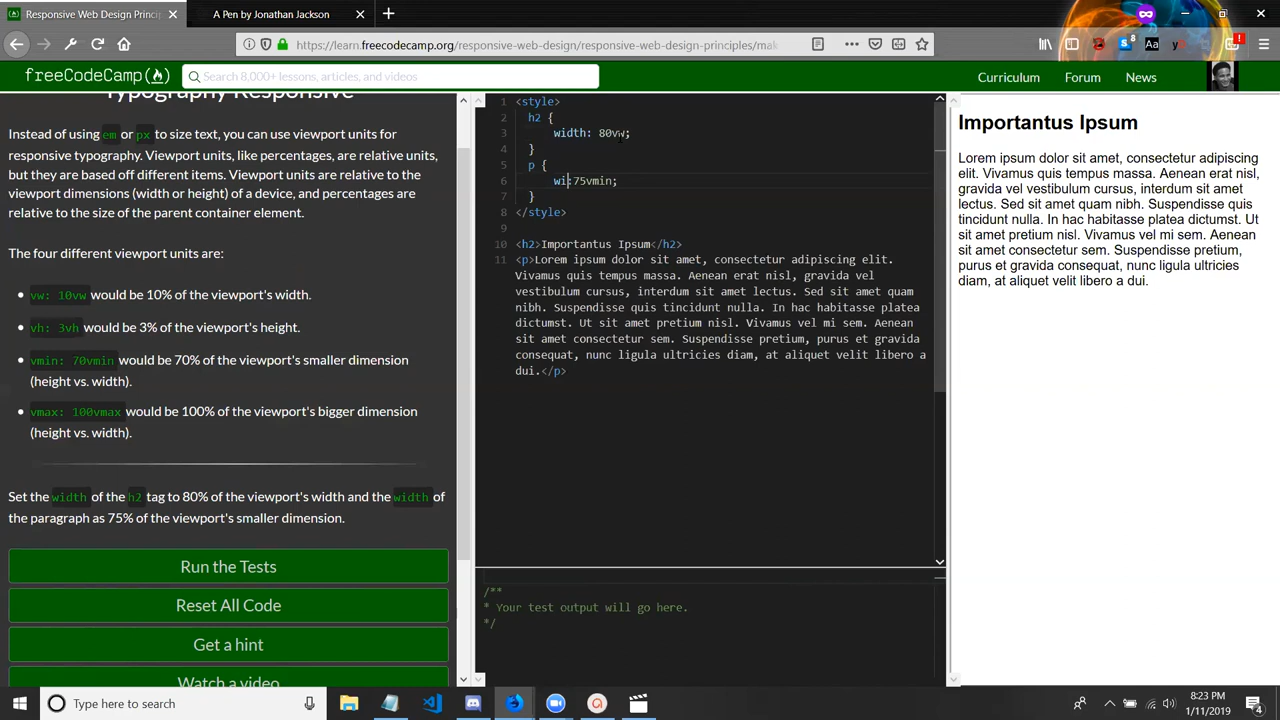 Responsive Web Design Princip
A Pen by Jonathan Jackson
https://learn.freecodecamp.org/responsive-web-design/responsive-web-design-principles/mak
8
Aa
!
freeCodeCamp
Search 8,000+ lessons, articles, and videos
Curriculum
Forum
News
Typography Responsive
Instead of using em or px to size text, you can use viewport units for
responsive typography. Viewport units, like percentages, are relative units,
but they are based off different items. Viewport units are relative to the
viewport dimensions (width or height) of a device, and percentages are
relative to the size of the parent container element.
The four different viewport units are:
vw: 10vw would be 10% of the viewport's width.
vh: 3vh would be 3% of the viewport's height.
vmin: 70vmin would be 70% of the viewport's smaller dimension
(height vs. width).
vmax: 100vmax would be 100% of the viewport's bigger dimension
(height vs. width).
Set the width of the h2 tag to 80% of the viewport's width and the width of
the paragraph as 75% of the viewport's smaller dimension.
Run the Tests
Reset All Code
Get a hint
Watch a video
1 <style>
2 h2 {
3 width: 80vw;
4 }
5 p {
6 wi:75vmin;
7 }
8 </style>
9
10 <h2>Importantus Ipsum</h2>
11 <p>Lorem ipsum dolor sit amet, consectetur adipiscing elit.
Vivamus quis tempus massa. Aenean erat nisl, gravida vel
vestibulum cursus, interdum sit amet lectus. Sed sit amet quam
nibh. Suspendisse quis tincidunt nulla. In hac habitasse platea
dictumst. Ut sit amet pretium nisl. Vivamus vel mi sem. Aenean
sit amet consectetur sem. Suspendisse pretium, purus et gravida
consequat, nunc ligula ultricies diam, at aliquet velit libero a
dui.</p>
/**
* Your test output will go here.
*/
Importantus Ipsum
Lorem ipsum dolor sit amet, consectetur adipiscing
elit. Vivamus quis tempus massa. Aenean erat nisl,
gravida vel vestibulum cursus, interdum sit amet
lectus. Sed sit amet quam nibh. Suspendisse quis
tincidunt nulla. In hac habitasse platea dictumst. Ut
sit amet pretium nisl. Vivamus vel mi sem. Aenean
sit amet consectetur sem. Suspendisse pretium,
purus et gravida consequat, nunc ligula ultricies
diam, at aliquet velit libero a dui.
Type here to search
8:23 PM
1/11/2019
4